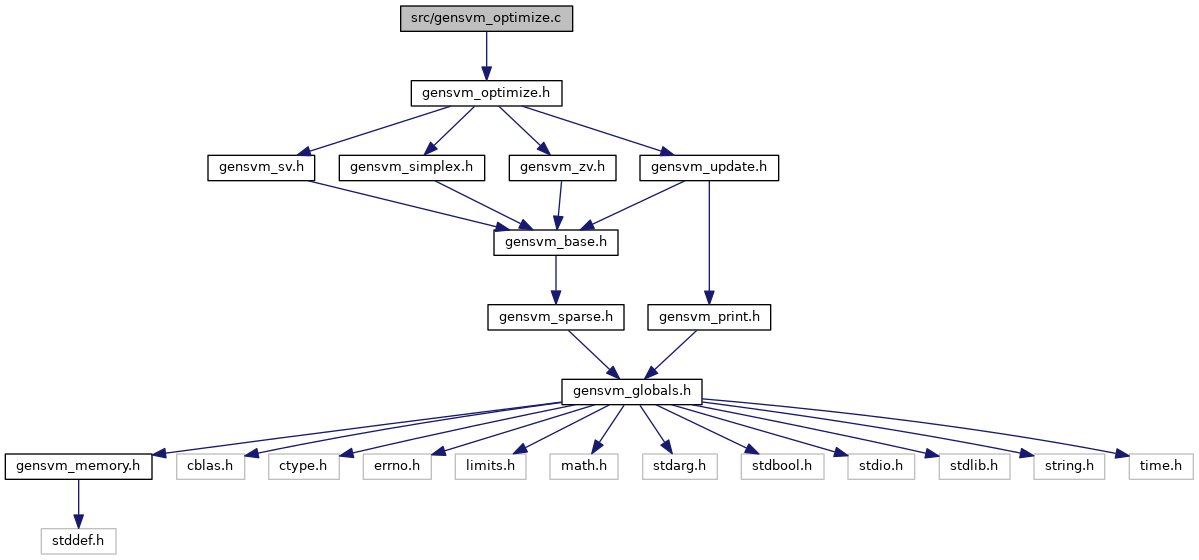 src/gensvm_optimize.c
gensvm_optimize.h
gensvm_sv.h
gensvm_simplex.h
gensvm_zv.h
gensvm_update.h
gensvm_base.h
gensvm_sparse.h
gensvm_print.h
gensvm_globals.h
gensvm_memory.h
cblas.h
ctype.h
errno.h
limits.h
math.h
stdarg.h
stdbool.h
stdio.h
stdlib.h
string.h
time.h
stddef.h